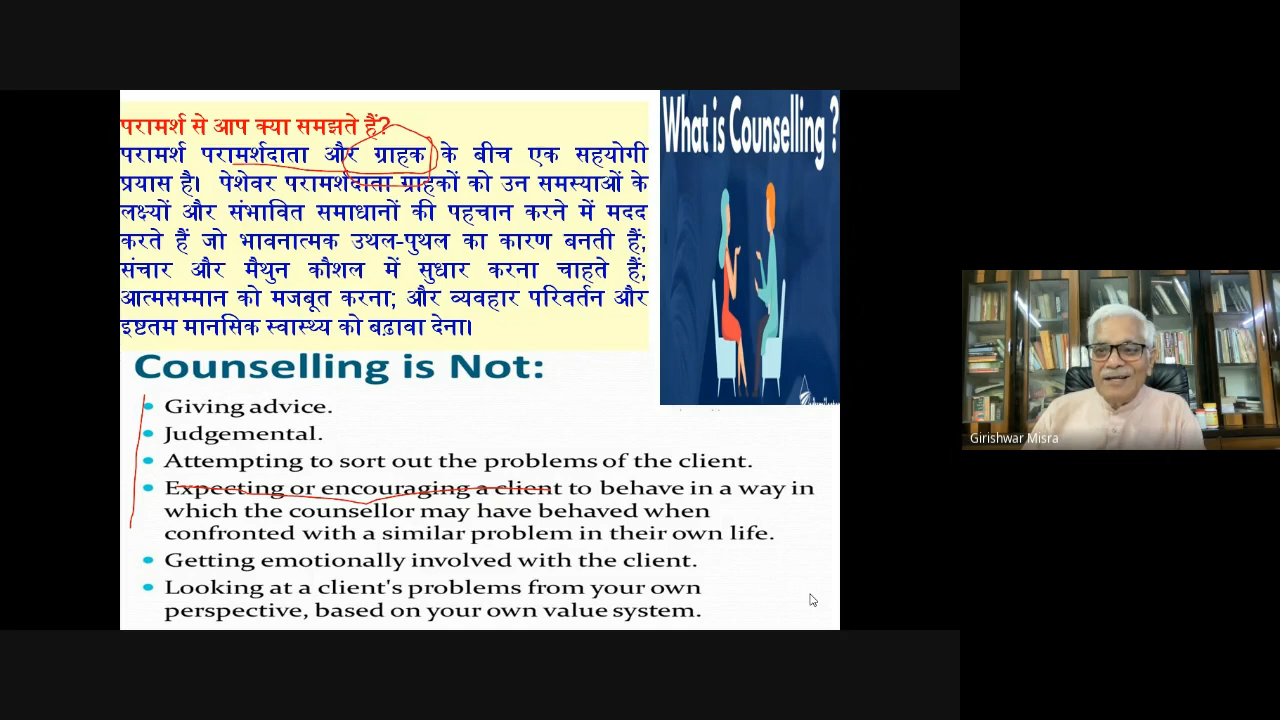 परामर्श से आप क्या समझते हैं?
परामर्श परामर्शदाता और ग्राहक के बीच एक सहयोगी
प्रयास है। पेशेवर परामर्शदाता ग्राहकों को उन समस्याओं के
लक्ष्यों और संभावित समाधानों की पहचान करने में मदद
करते हैं जो भावनात्मक उथल-पुथल का कारण बनती हैं;
संचार और मैथुन कौशल में सुधार करना चाहते हैं;
आत्मसम्मान को मजबूत करना; और व्यवहार परिवर्तन और
इष्टतम मानसिक स्वास्थ्य को बढ़ावा देना।
What is Counselling ?
Counselling is Not:
• Giving advice.
• Judgemental.
• Attempting to sort out the problems of the client.
• Expecting or encouraging a client to behave in a way in
which the counsellor may have behaved when
confronted with a similar problem in their own life.
• Getting emotionally involved with the client.
• Looking at a client's problems from your own
perspective, based on your own value system.
Girishwar Misra